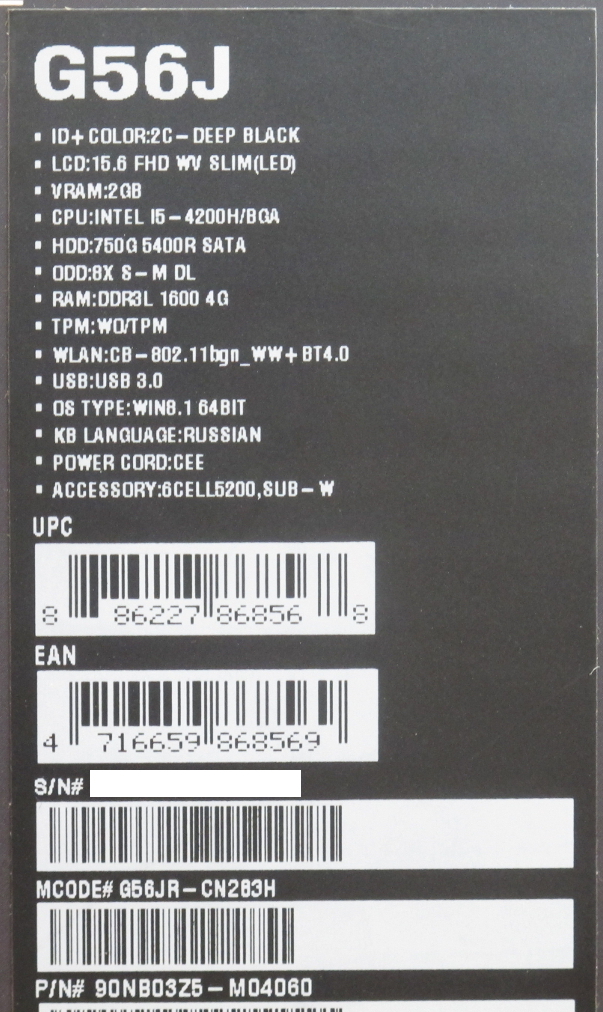 G56J
▪ ID+COLOR:2C-DEEP BLACK
▪ LCD:15.6 FHD WV SLIM(LED)
▪ VRAM:2GB
▪ CPU:INTEL I5-4200H/BGA
▪ HDD:750G 5400R SATA
▪ ODD:8X S-M DL
▪ RAM:DDR3L 1600 4G
▪ TPM:WO/TPM
▪ WLAN:CB-802.11bgn_WW+BT4.0
▪ USB:USB 3.0
▪ OS TYPE:WIN8.1 64BIT
▪ KB LANGUAGE:RUSSIAN
▪ POWER CORD:CEE
▪ ACCESSORY:6CELL5200,SUB-W
UPC
8 86227 86856 8
EAN
4 716659 868569
S/N#
MCODE# G56JR-CN283H
P/N# 90NB03Z5-M04060